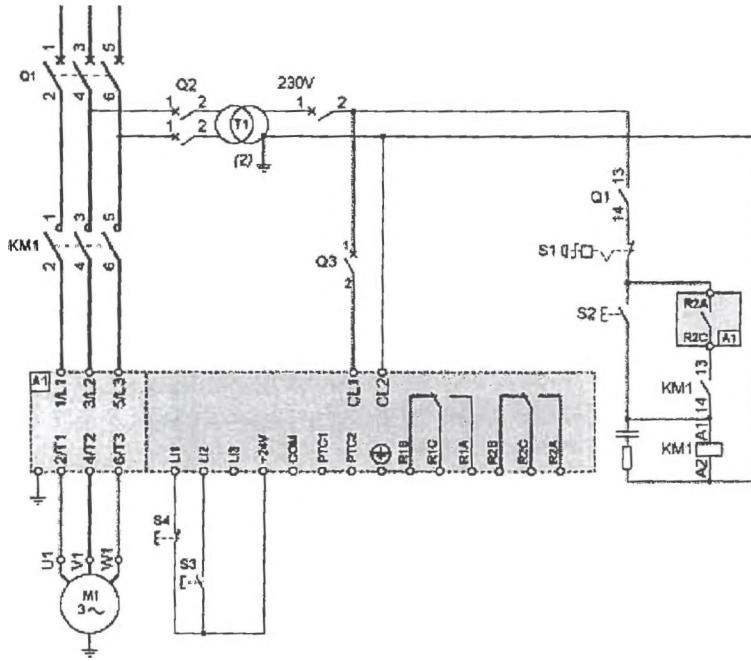 1 3 5
Q1
2 4 6
Q2
1 2
1 2
T1
(2)
230V
1 2
13
Q1
14
1 3 5
KM1
2 4 6
1
Q3
2
S1
S2
R2A
R2C A1
13
KM1
14
A1
KM1
A2
A1 1/L1 3/L2 5/L3 CL1 CL2
2/T1 4/T2 6/T3 LI1 LI2 LI3 +24V COM PTC1 PTC2 R1B R1C R1A R2B R2C R2A
S4
S3
U1 V1 W1
M1
3~